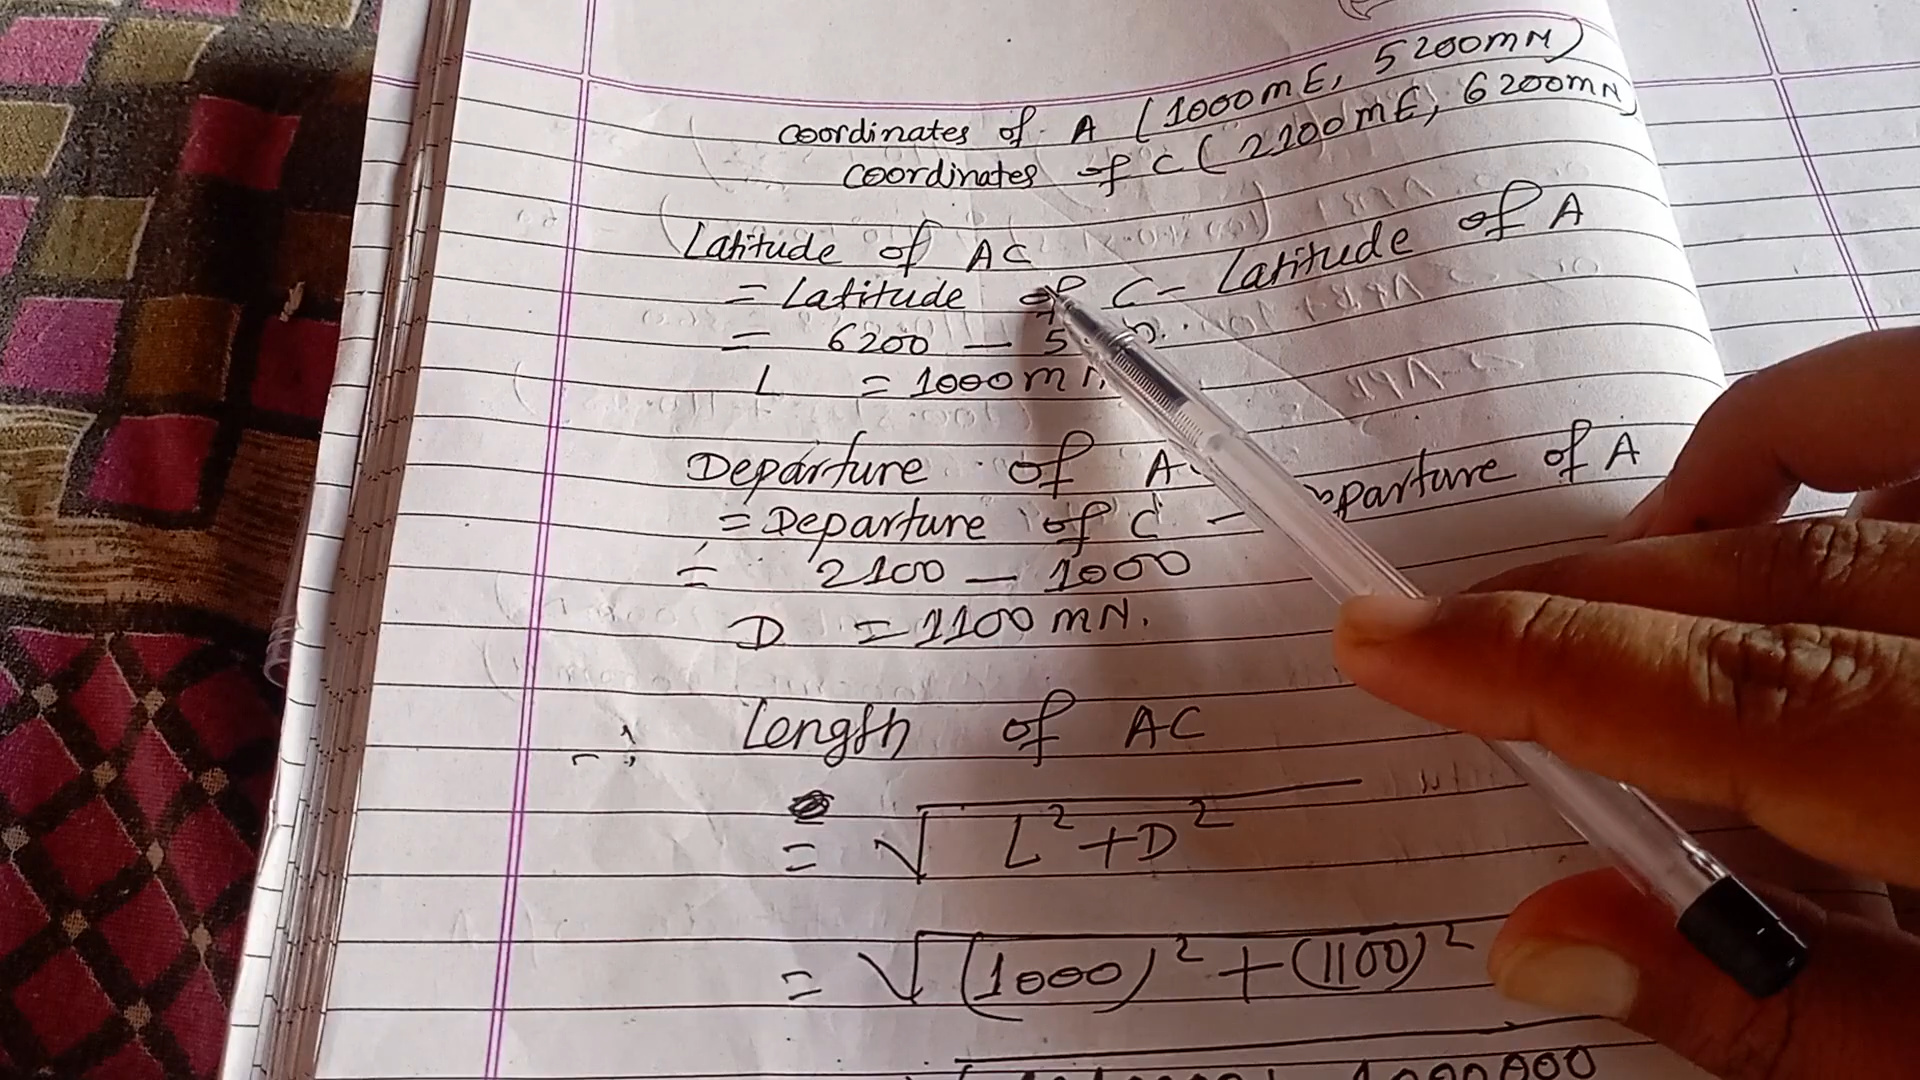 coordinates of A (1000mE, 5200mN)
coordinates of C (2100mE, 6200mN)
Latitude of AC
= Latitude of C - Latitude of A
= 6200 - 5
L = 1000m
Departure of A
= Departure of C - eparture of A
= 2100 - 1000
D = 1100 mN.
∴ Length of AC
= √L²+D²
= √(1000)²+(1100)²